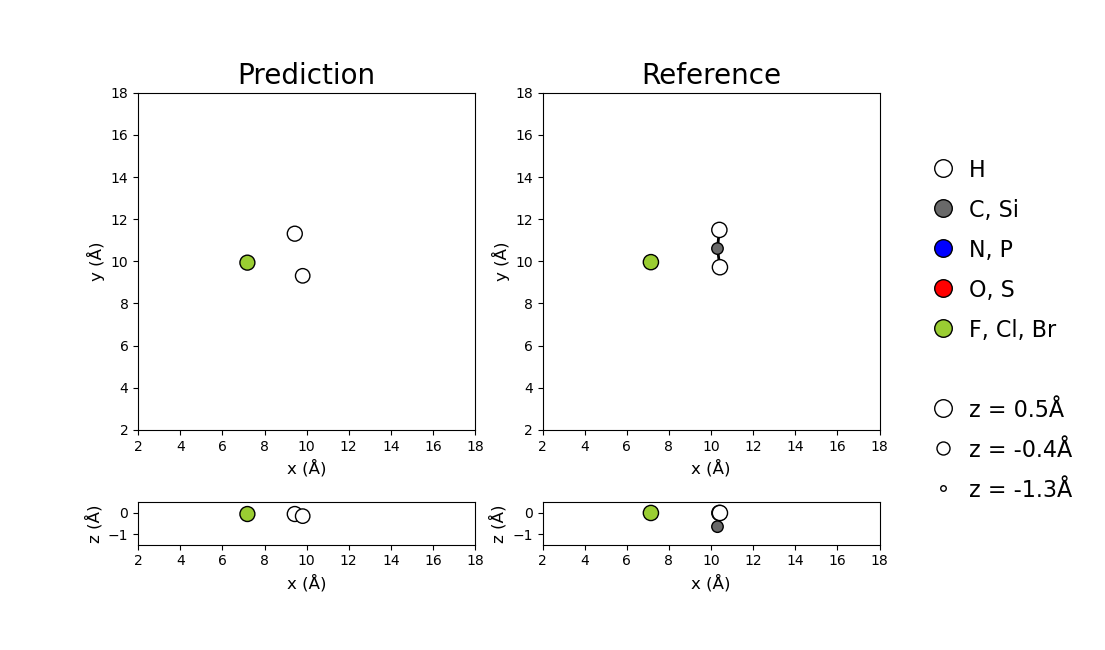 Prediction
Reference
18
16
14
12
10
8
6
4
2
y (Å)
2 4 6 8 10 12 14 16 18
x (Å)
18
16
14
12
10
8
6
4
2
y (Å)
2 4 6 8 10 12 14 16 18
x (Å)
0
−1
z (Å)
2 4 6 8 10 12 14 16 18
x (Å)
0
−1
z (Å)
2 4 6 8 10 12 14 16 18
x (Å)
H
C, Si
N, P
O, S
F, Cl, Br
z = 0.5Å
z = -0.4Å
z = -1.3Å